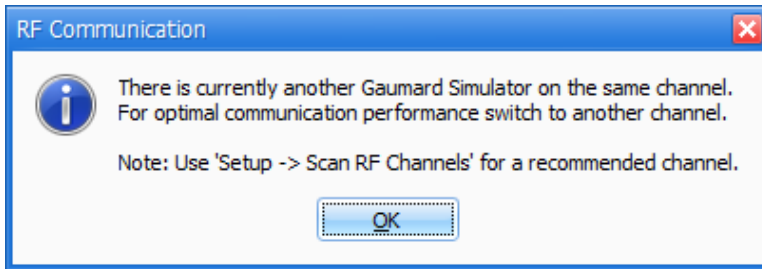 RF Communication
There is currently another Gaumard Simulator on the same channel.
For optimal communication performance switch to another channel.
Note: Use 'Setup -> Scan RF Channels' for a recommended channel.
OK